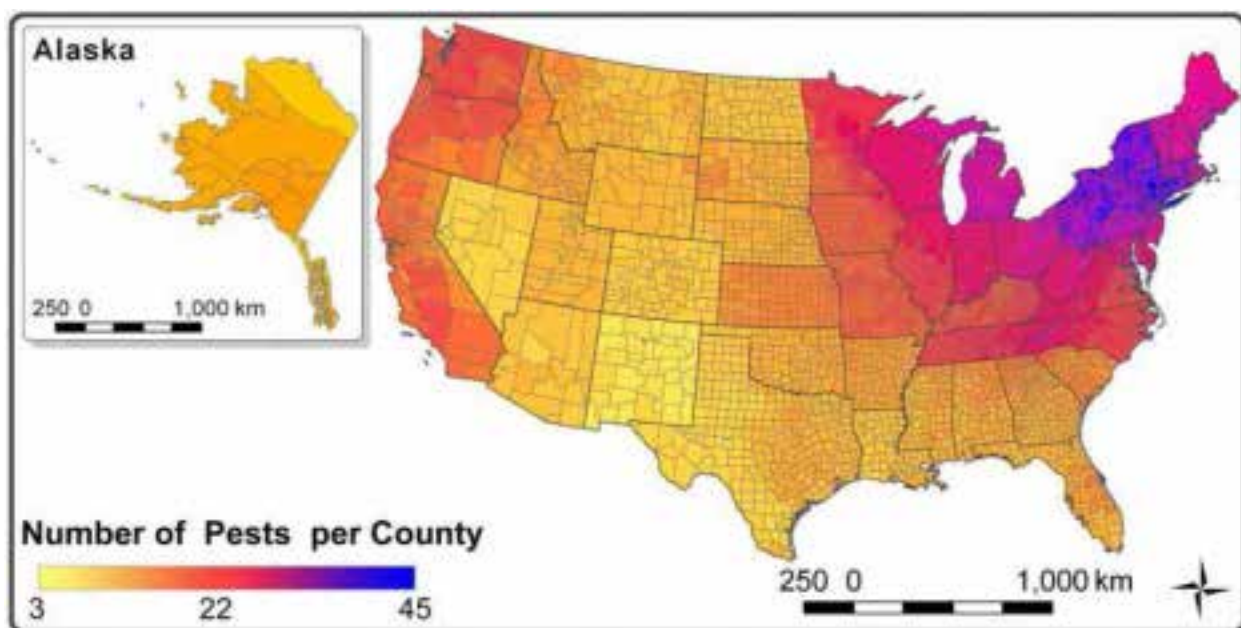 Alaska
250 0 1,000 km
Number of Pests per County
3 22 45
250 0 1,000 km